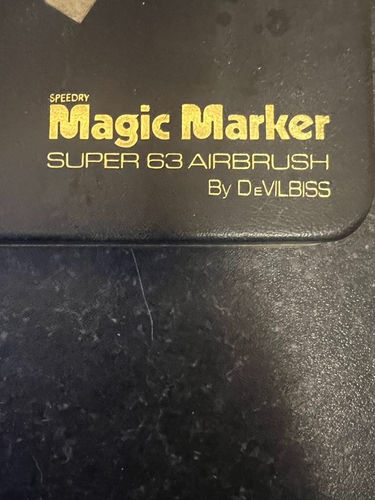 SPEEDRY
Magic Marker
SUPER 63 AIRBRUSH
By DEVILBISS